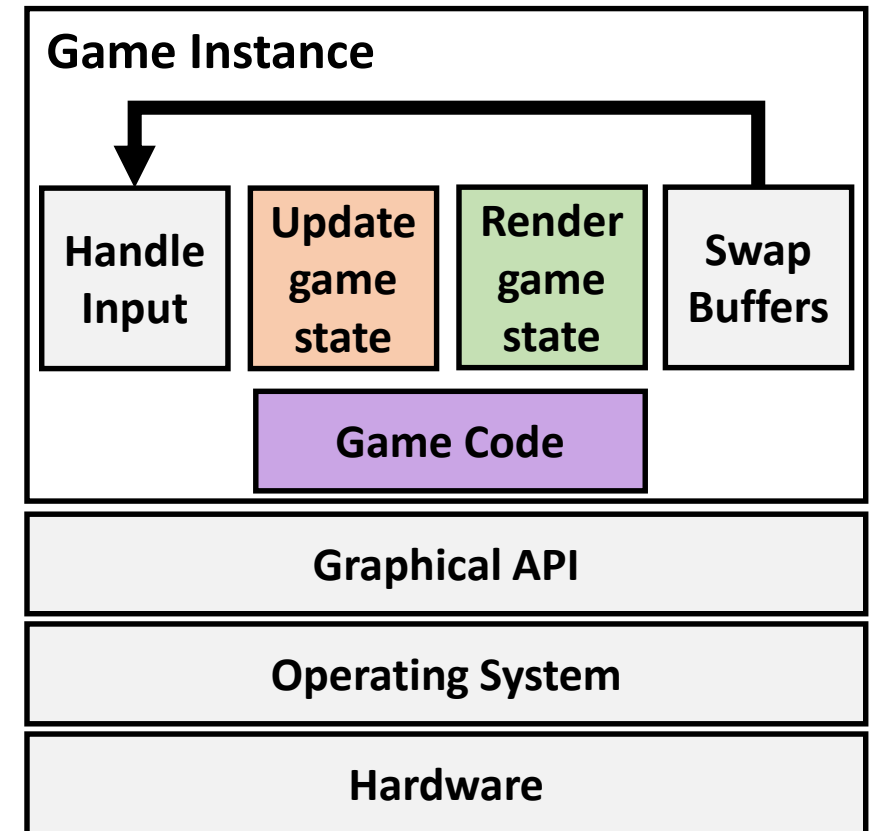 Game Instance
Handle
Input
Update
game
state
Render
game
state
Swap
Buffers
Game Code
Graphical API
Operating System
Hardware